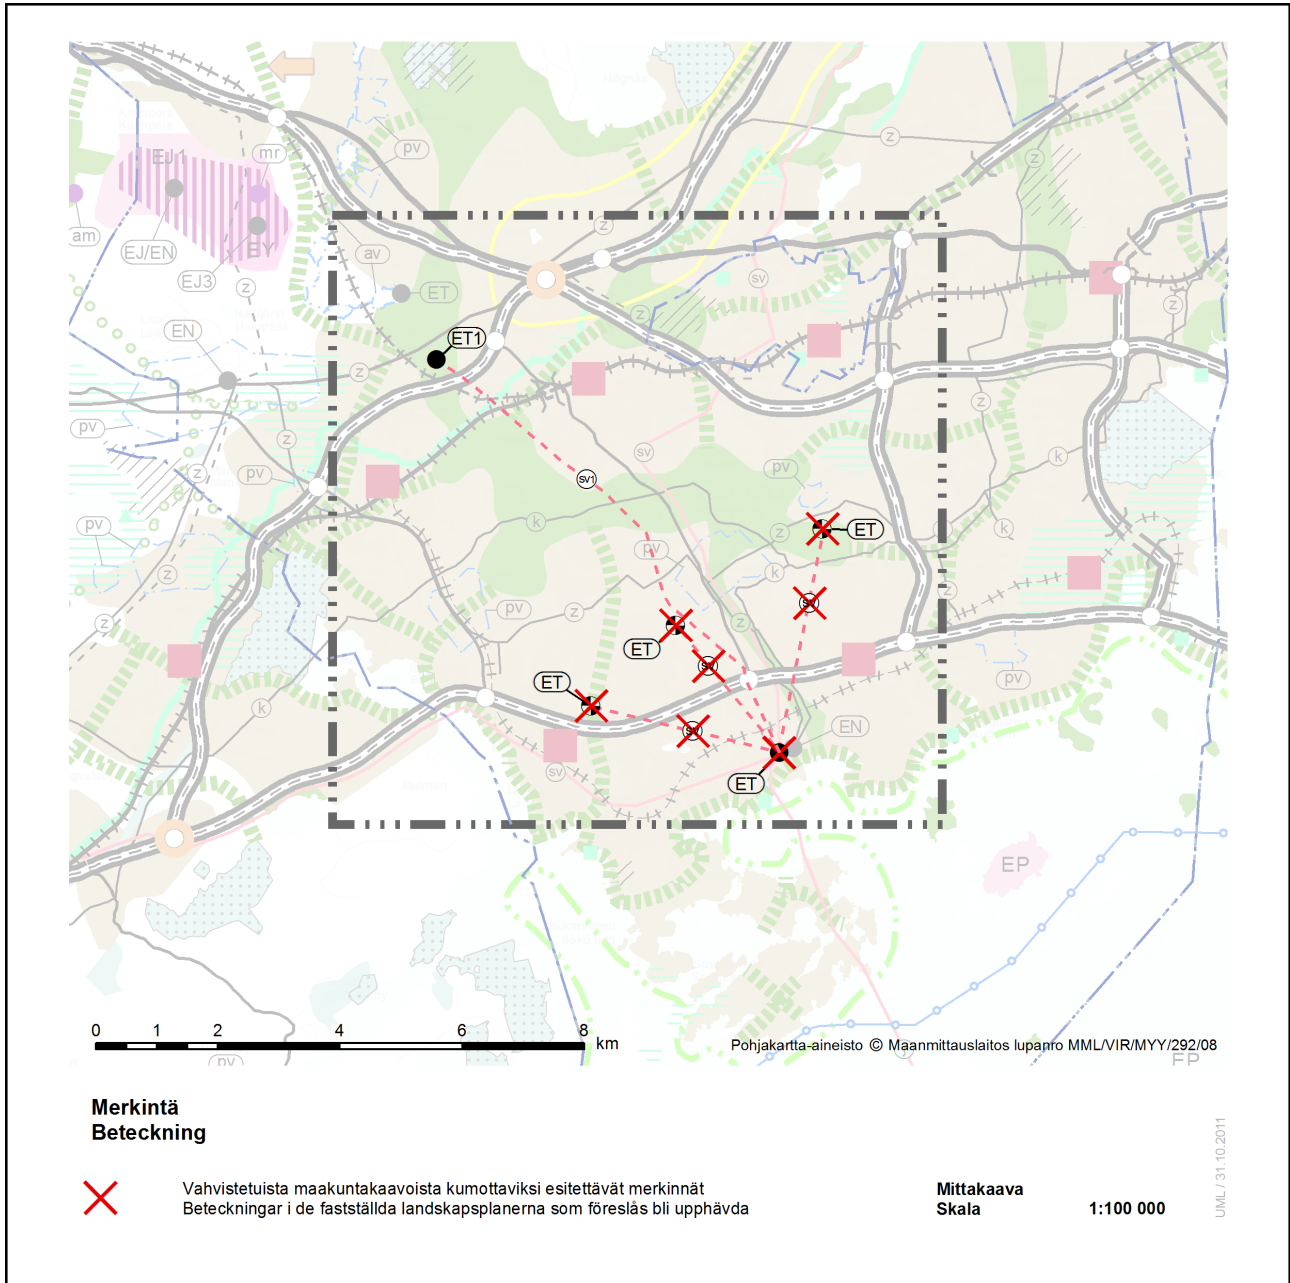 pv
z
z
EJ1
mr
am
EJ/EN
EJ3
EY
z
av
ET
z
sv
z
z
EN
ET1
z
z
pv
z
pv
z
sv
pv
k
sv1
k
k
z
ET
pv
z
z
pv
k
sv
z
pv
z
z
ET
sv
z
pv
ET
k
sv
EN
sv
ET
EP
0 1 2 4 6 8 km
Pohjakartta-aineisto © Maanmittauslaitos lupanro MML/VIR/MYY/292/08
pv
EP
Merkintä
Beteckning
Vahvistetuista maakuntakaavoista kumottaviksi esitettävät merkinnät
Beteckningar i de fastställda landskapsplanerna som föreslås bli upphävda
Mittakaava
Skala 1:100 000
UML / 31.10.2011